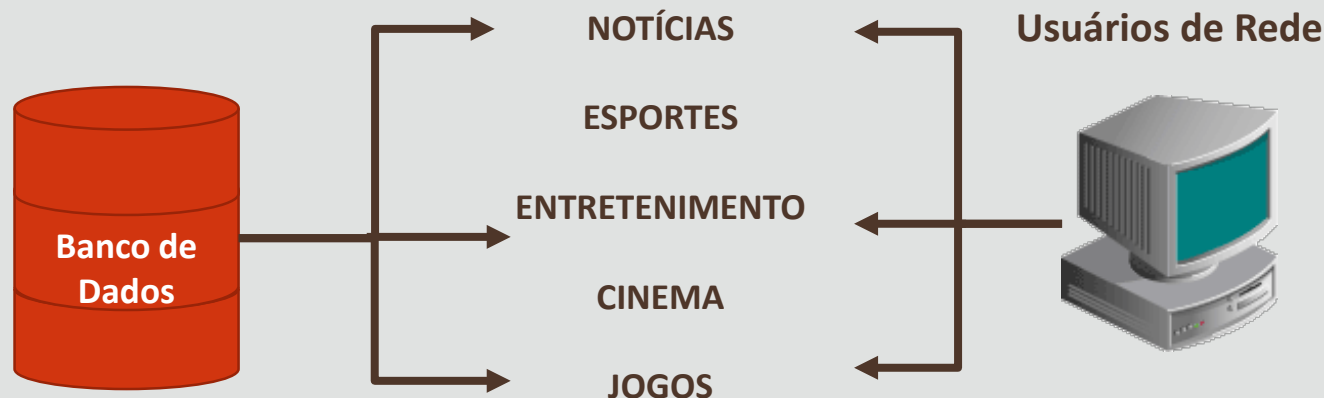 NOTÍCIAS
Usuários de Rede
ESPORTES
ENTRETENIMENTO
Banco de
Dados
CINEMA
JOGOS